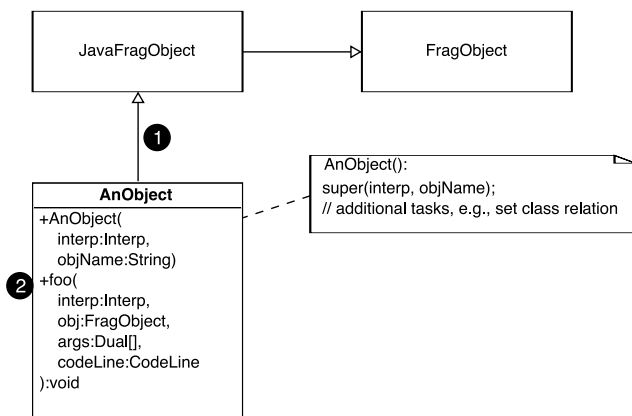 JavaFragObject
FragObject
1
AnObject
+AnObject(
interp:Interp,
objName:String)
2
+foo(
interp:Interp,
obj:FragObject,
args:Dual[],
codeLine:CodeLine
):void
AnObject():
super(interp, objName);
// additional tasks, e.g., set class relation